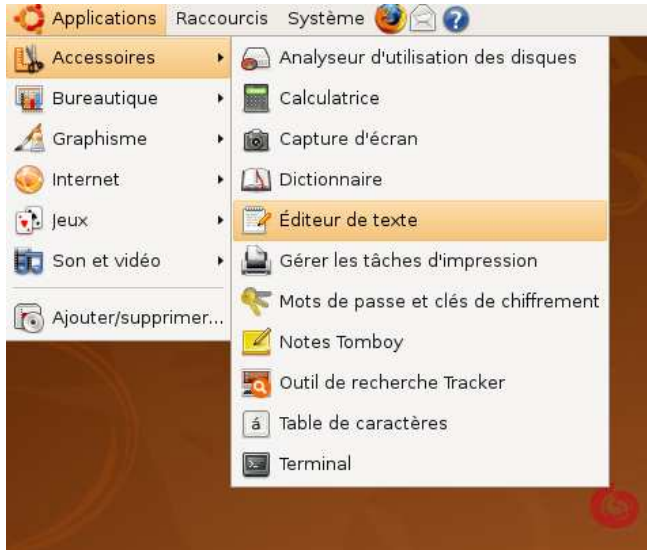 Applications Raccourcis Système
Accessoires
Bureautique
Graphisme
Internet
Jeux
Son et vidéo
Ajouter/supprimer...
Analyseur d'utilisation des disques
Calculatrice
Capture d'écran
Dictionnaire
Éditeur de texte
Gérer les tâches d'impression
Mots de passe et clés de chiffrement
Notes Tomboy
Outil de recherche Tracker
á Table de caractères
Terminal